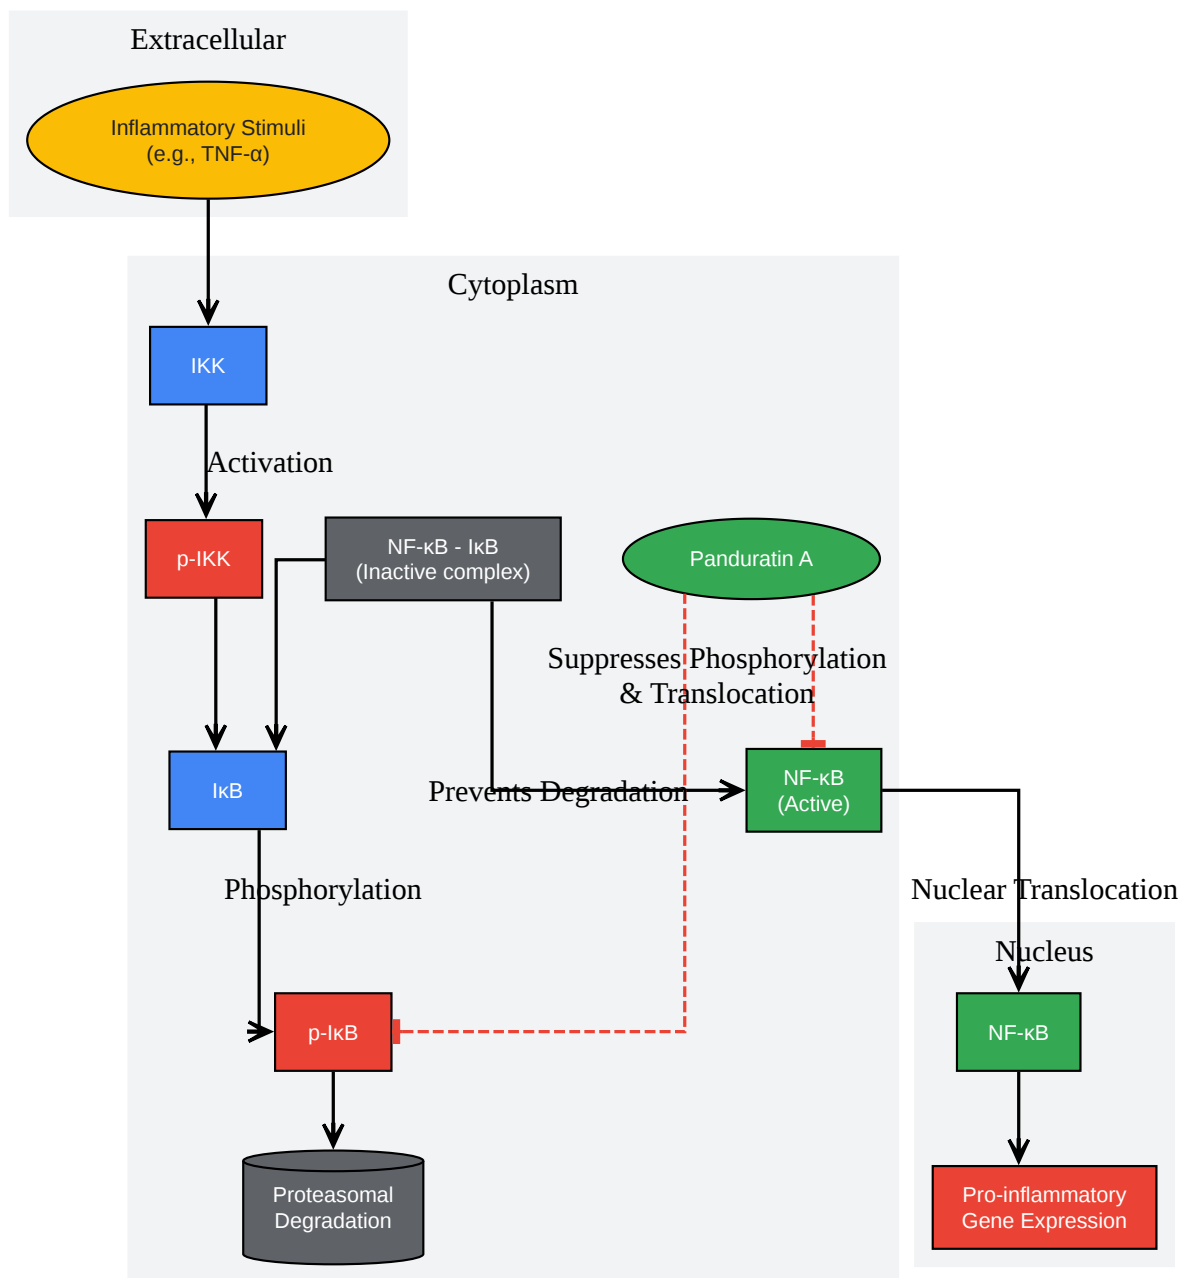 Extracellular
Inflammatory Stimuli
(e.g., TNF-α)
Cytoplasm
IKK
Activation
p-IKK
NF-κB - IκB
(Inactive complex)
Panduratin A
Suppresses Phosphorylation
& Translocation
IκB
Prevents Degradation
NF-κB
(Active)
Phosphorylation
Nuclear Translocation
Nucleus
p-IκB
NF-κB
Proteasomal
Degradation
Pro-inflammatory
Gene Expression